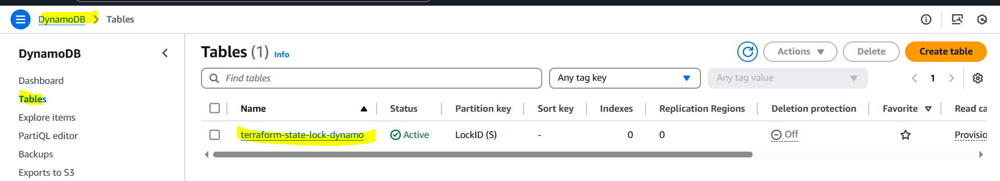 DynamoDB > Tables
DynamoDB
Dashboard
Tables
Explore items
PartiQL editor
Backups
Exports to S3
Tables (1) Info
Actions Delete Create table
Find tables Any tag key Any tag value 1
Name Status Partition key Sort key Indexes Replication Regions Deletion protection Favorite Read ca
terraform-state-lock-dynamo Active LockID (S) - 0 0 Off Provisio